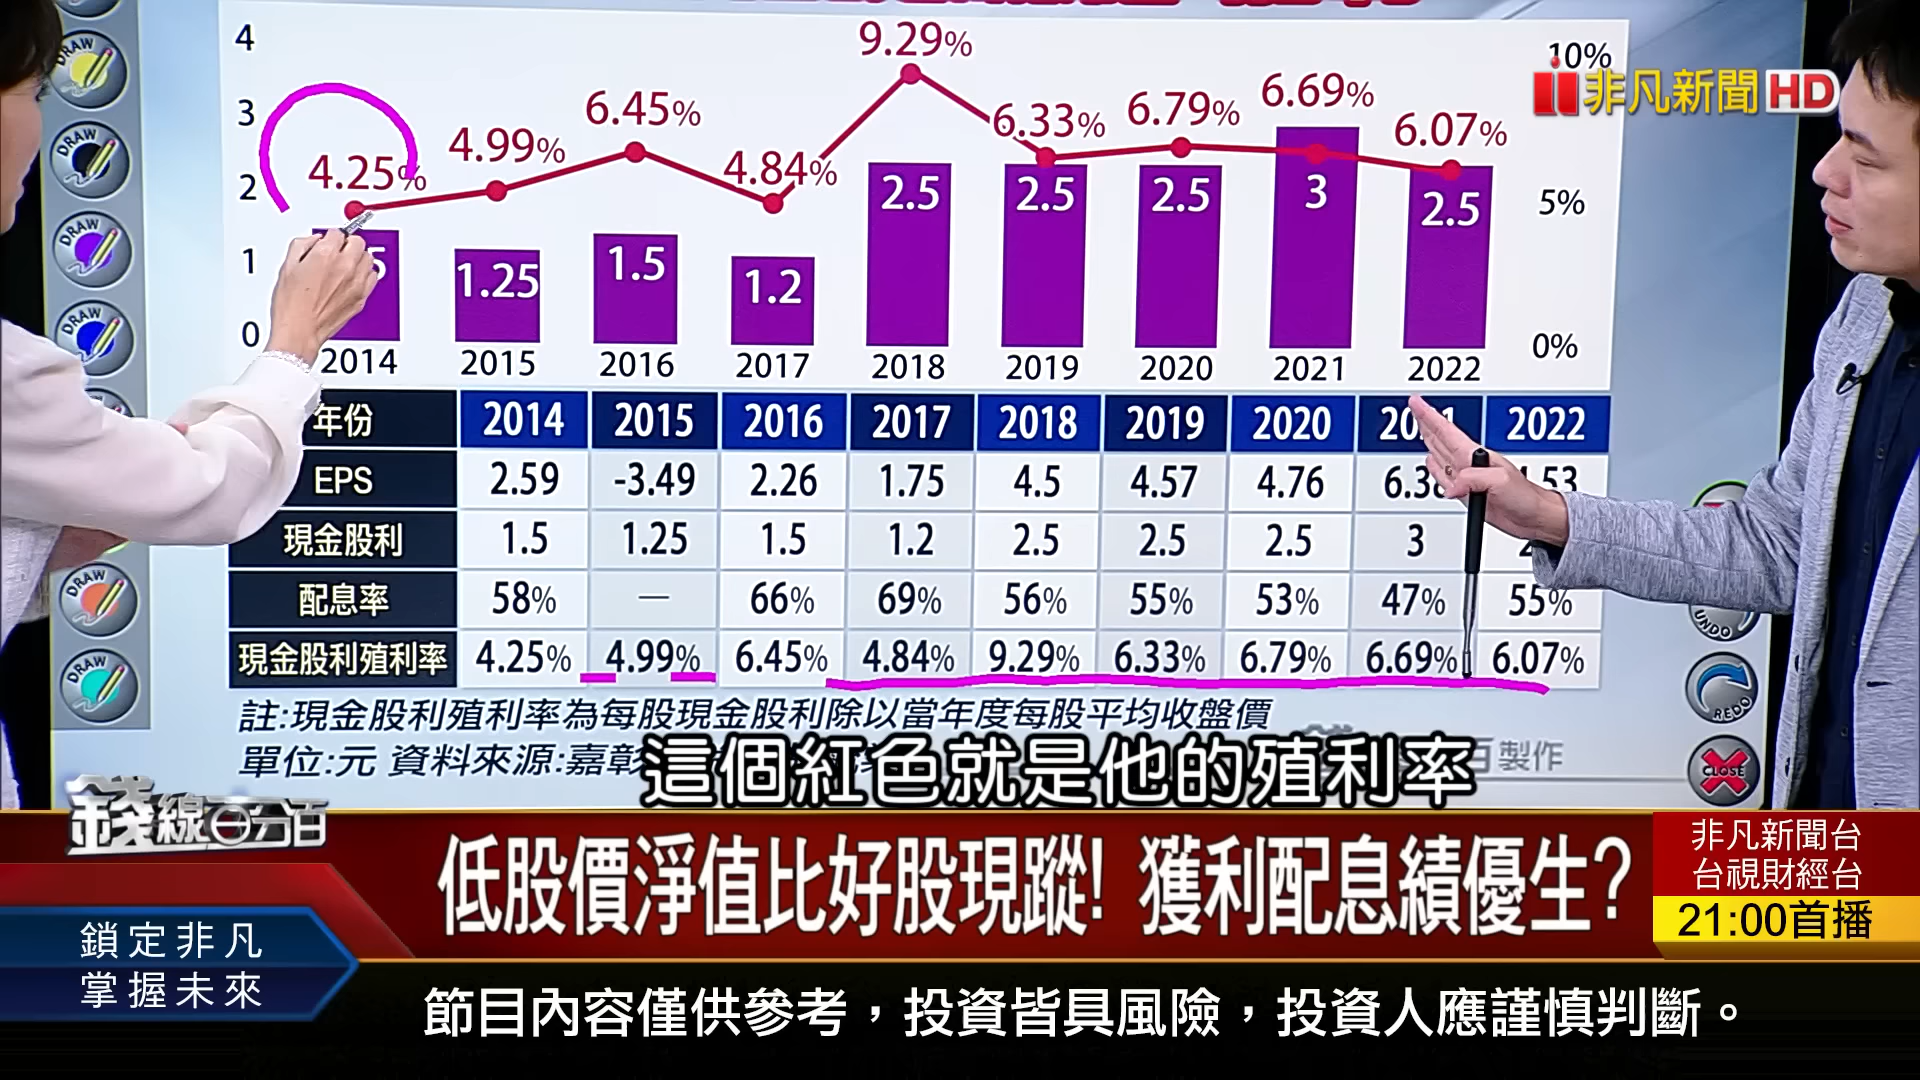 4
3
2
1
0
10%
5%
0%
4.25%
4.99%
6.45%
4.84%
9.29%
6.33%
6.79%
6.69%
6.07%
1.25
1.5
1.2
2.5
2.5
2.5
3
2.5
2014 2015 2016 2017 2018 2019 2020 2021 2022
非凡新聞HD
年份 2014 2015 2016 2017 2018 2019 2020 2022
EPS 2.59 -3.49 2.26 1.75 4.5 4.57 4.76
現金股利 1.5 1.25 1.5 1.2 2.5 2.5 2.5 3
配息率 58% — 66% 69% 56% 55% 53% 47% 55%
現金股利殖利率 4.25% 4.99% 6.45% 4.84% 9.29% 6.33% 6.79% 6.69% 6.07%
註:現金股利殖利率為每股現金股利除以當年度每股平均收盤價
單位:元 資料來源:嘉彰
製作
DRAW
DRAW
DRAW
DRAW
DRAW
DRAW
UNDO
REDO
CLOSE
這個紅色就是他的殖利率
錢線百分百
低股價淨值比好股現蹤! 獲利配息績優生?
非凡新聞台
台視財經台
21:00首播
鎖定非凡
掌握未來
節目內容僅供參考，投資皆具風險，投資人應謹慎判斷。